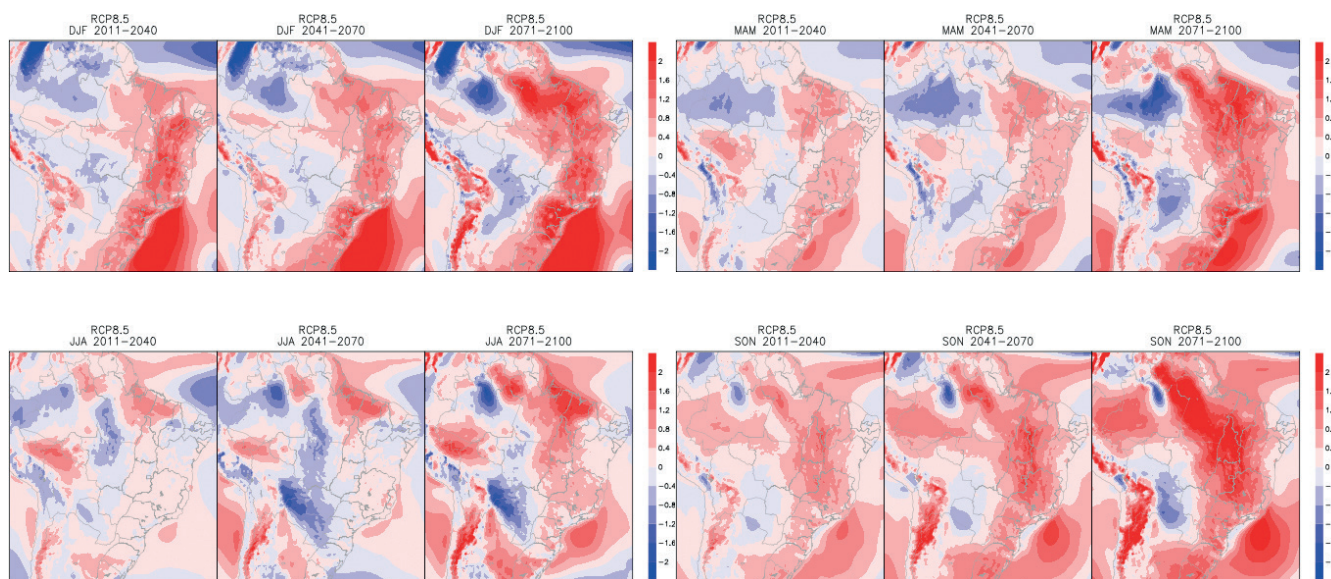 RCP8.5
DJF 2011-2040
RCP8.5
DJF 2041-2070
RCP8.5
DJF 2071-2100
2
1.6
1.2
0.8
0.4
0
-0.4
-0.8
-1.2
-1.6
-2
RCP8.5
MAM 2011-2040
RCP8.5
MAM 2041-2070
RCP8.5
MAM 2071-2100
2
0
RCP8.5
JJA 2011-2040
RCP8.5
JJA 2041-2070
RCP8.5
JJA 2071-2100
2
1.6
1.2
0.8
0.4
0
-0.4
-0.8
-1.2
-1.6
-2
RCP8.5
SON 2011-2040
RCP8.5
SON 2041-2070
RCP8.5
SON 2071-2100
2
0